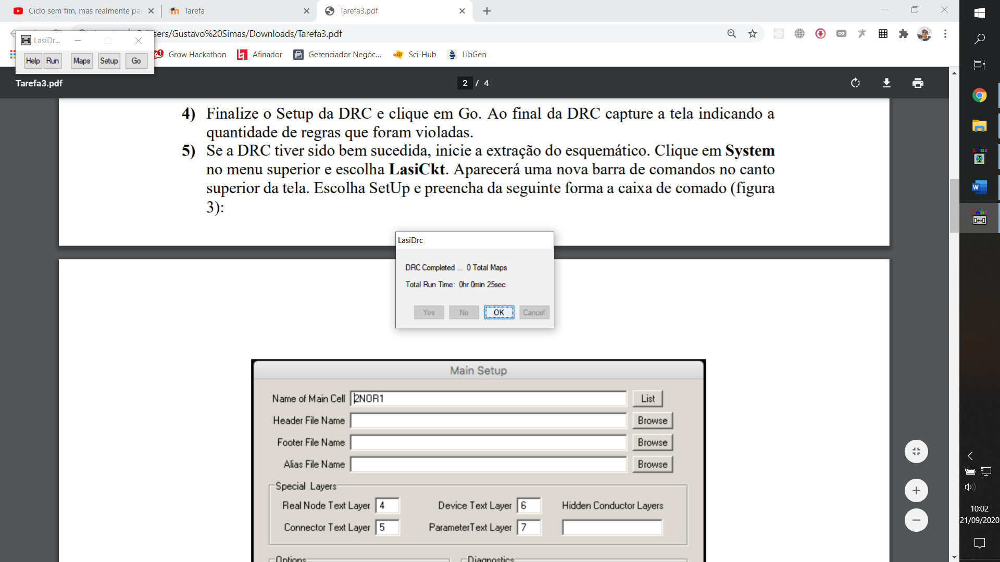 Ciclo sem fim, mas realmente pa
Tarefa
Tarefa3.pdf
sers/Gustavo%20Simas/Downloads/Tarefa3.pdf
LasiDr...
Help Run Maps Setup Go
Grow Hackathon
Afinador
Gerenciador Negóc...
Sci-Hub
LibGen
Tarefa3.pdf
2 / 4
4) Finalize o Setup da DRC e clique em Go. Ao final da DRC capture a tela indicando a
quantidade de regras que foram violadas.
5) Se a DRC tiver sido bem sucedida, inicie a extração do esquemático. Clique em System
no menu superior e escolha LasiCkt. Aparecerá uma nova barra de comandos no canto
superior da tela. Escolha SetUp e preencha da seguinte forma a caixa de comado (figura
3):
LasiDrc
DRC Completed ... 0 Total Maps
Total Run Time: 0hr 0min 25sec
Yes No OK Cancel
Main Setup
Name of Main Cell 2NOR1 List
Header File Name Browse
Footer File Name Browse
Alias File Name Browse
Special Layers
Real Node Text Layer 4 Device Text Layer 6 Hidden Conductor Layers
Connector Text Layer 5 ParameterText Layer 7
Options Diagnostics
10:02
21/09/2020